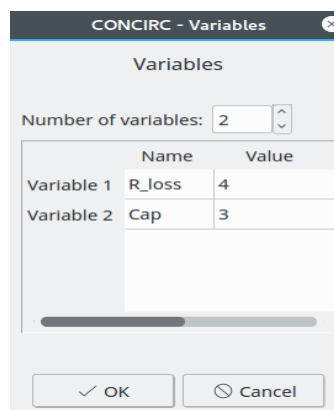 CONCIRC - Variables
Variables
Number of variables: 2
Name Value
Variable 1 R_loss 4
Variable 2 Cap 3
OK Cancel